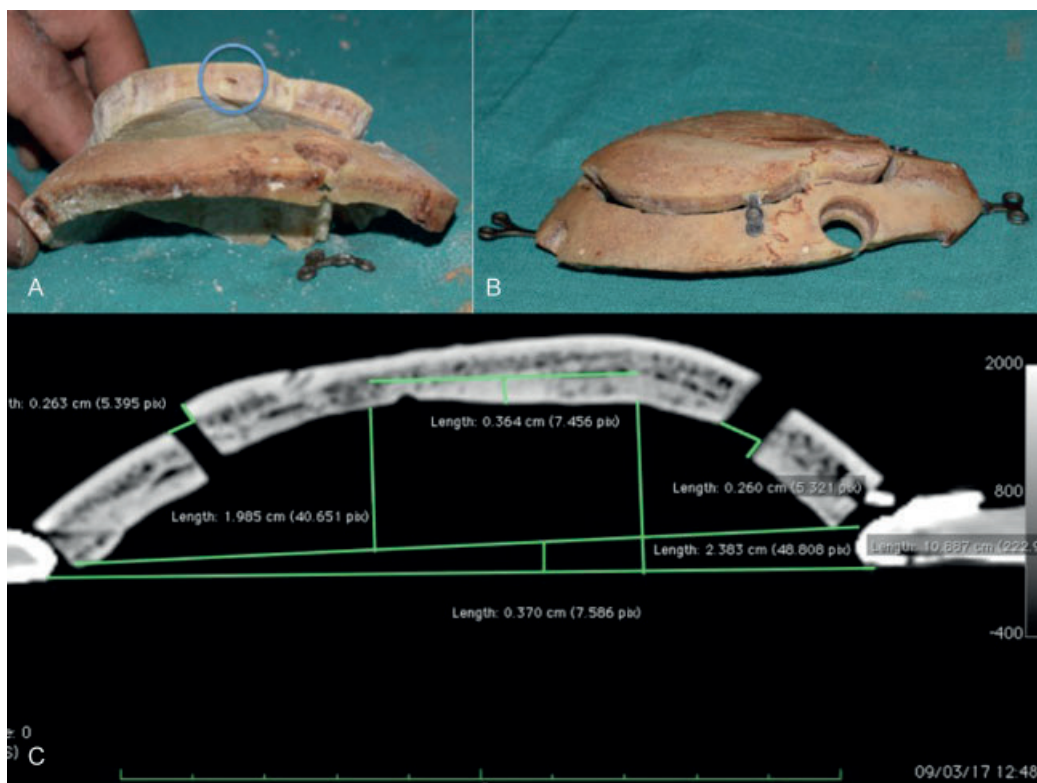 A
B
2000
th: 0.263 cm (5.395 pix)
Length: 0.364 cm (7.456 pix)
Length: 0.260 cm (5.321 pix)
800
Length: 1.985 cm (40.651 pix)
Length: 2.383 cm (48.808 pix)
Length: 10.887 cm (222.9
Length: 0.370 cm (7.586 pix)
-400
: 0
S)
C
09/03/17 12:48